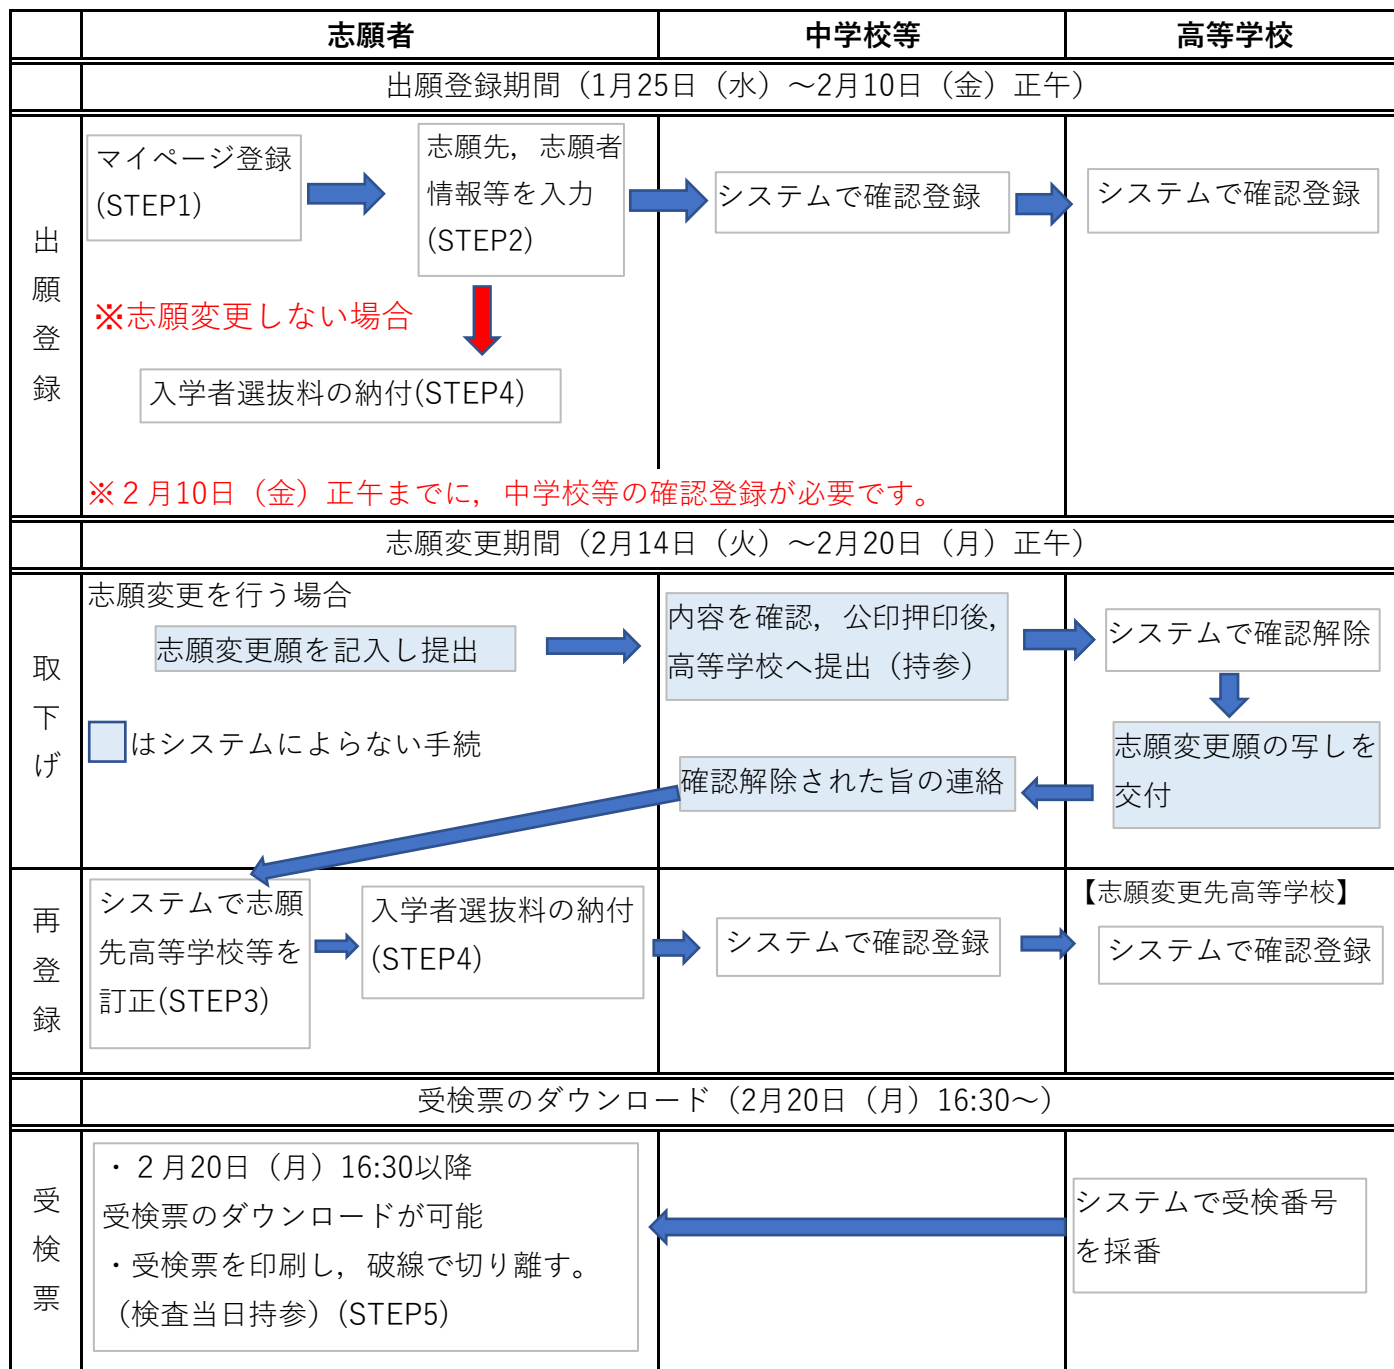 志願者
中学校等
高等学校
出願登録期間（1月25日（水）～2月10日（金）正午）
出
願
登
録
マイページ登録
(STEP1)
志願先，志願者
情報等を入力
(STEP2)
システムで確認登録
システムで確認登録
※志願変更しない場合
入学者選抜料の納付(STEP4)
※２月10日（金）正午までに，中学校等の確認登録が必要です。
志願変更期間（2月14日（火）～2月20日（月）正午）
取
下
げ
志願変更を行う場合
志願変更願を記入し提出
内容を確認，公印押印後，
高等学校へ提出（持参）
システムで確認解除
はシステムによらない手続
確認解除された旨の連絡
志願変更願の写しを
交付
再
登
録
システムで志願
先高等学校等を
訂正(STEP3)
入学者選抜料の納付
(STEP4)
システムで確認登録
【志願変更先高等学校】
システムで確認登録
受検票のダウンロード（2月20日（月）16:30～）
受
検
票
・２月20日（月）16:30以降
受検票のダウンロードが可能
・受検票を印刷し，破線で切り離す。
（検査当日持参）(STEP5)
システムで受検番号
を採番